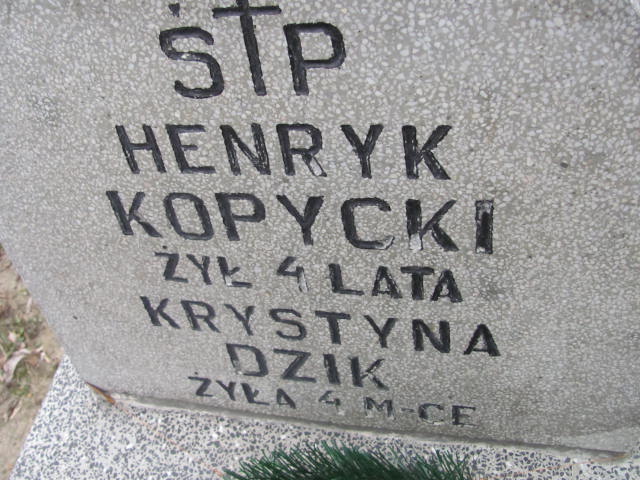 Ś†P
HENRYK
KOPYCKI
ŻYŁ 4 LATA
KRYSTYNA
DZIK
ŻYŁA 4 M-CE